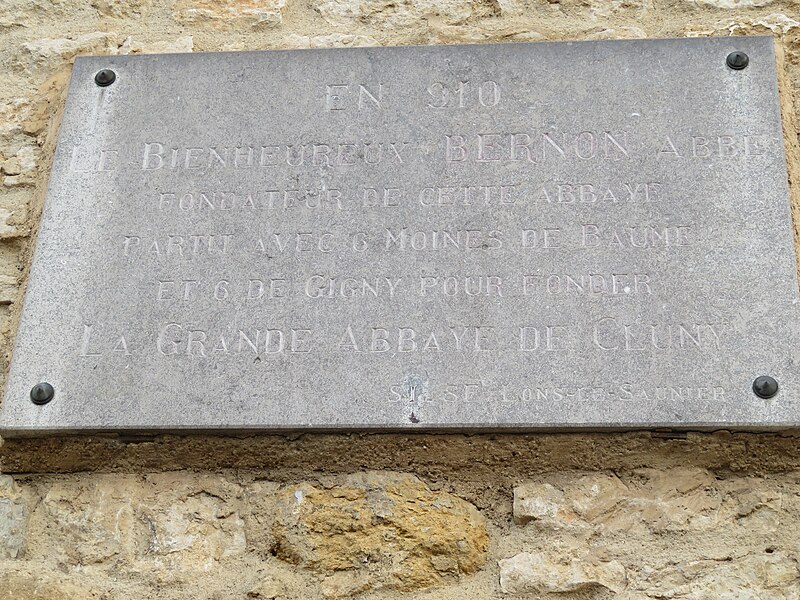 EN 910
LE BIENHEUREUX BERNON ABBÉ
FONDATEUR DE CETTE ABBAYE
PARTIT AVEC 6 MOINES DE BAUME
ET 6 DE GIGNY POUR FONDER
LA GRANDE ABBAYE DE CLUNY
ONS-LE-SAUNIER